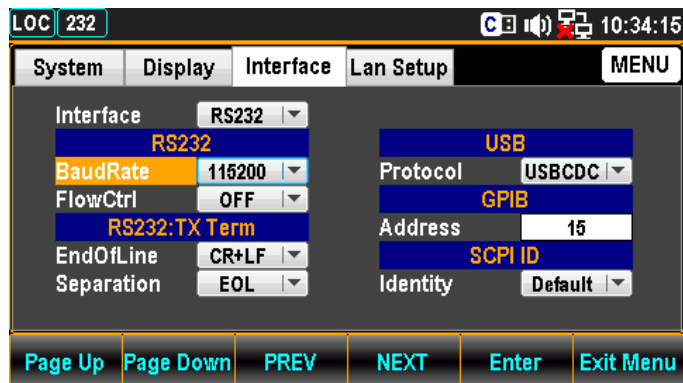 LOC 232 C 10:34:15
System Display Interface Lan Setup MENU
Interface RS232
RS232 USB
BaudRate 115200 Protocol USBCDC
FlowCtrl OFF GPIB
RS232:TX Term Address 15
EndOfLine CR+LF SCPI ID
Separation EOL Identity Default
Page Up Page Down PREV NEXT Enter Exit Menu